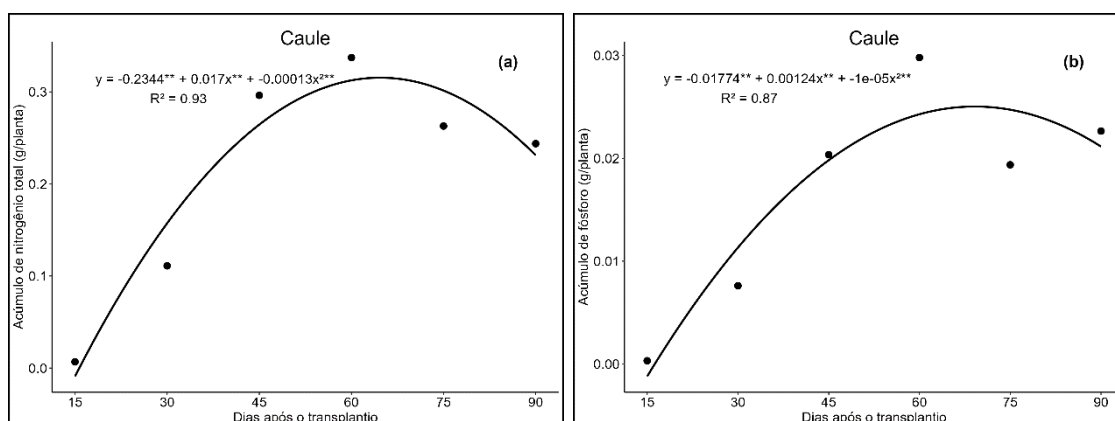 Caule
(a)
y = -0.2344** + 0.017x** + -0.00013x²**
R² = 0.93
Acúmulo de nitrogênio total (g/planta)
0.3
0.2
0.1
0.0
15 30 45 60 75 90
Dias após o transplantio
Caule
(b)
y = -0.01774** + 0.00124x** + -1e-05x²**
R² = 0.87
Acúmulo de fósforo (g/planta)
0.03
0.02
0.01
0.00
15 30 45 60 75 90
Dias após o transplantio